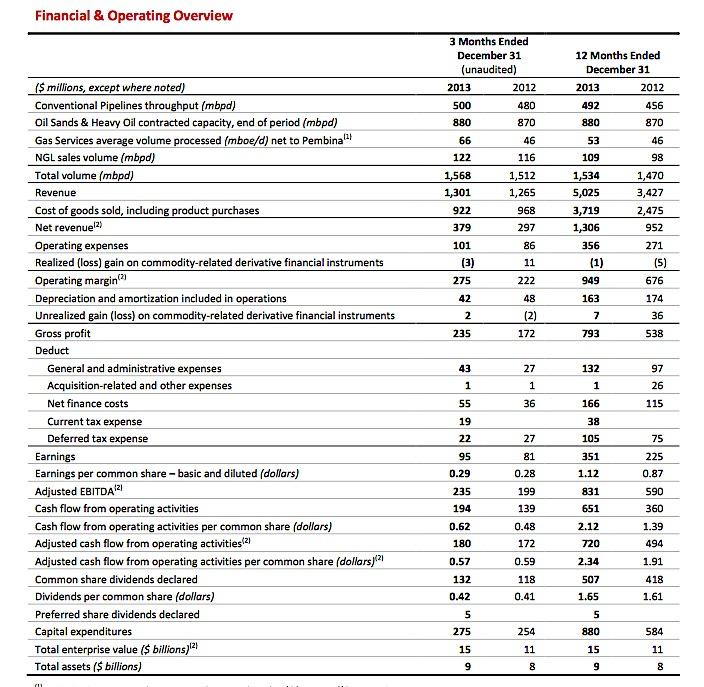 Financial & Operating Overview
3 Months Ended
December 31
(unaudited)
12 Months Ended
December 31
($ millions, except where noted) 2013 2012 2013 2012
Conventional Pipelines throughput (mbpd) 500 480 492 456
Oil Sands & Heavy Oil contracted capacity, end of period (mbpd) 880 870 880 870
Gas Services average volume processed (mboe/d) net to Pembina(1) 66 46 53 46
NGL sales volume (mbpd) 122 116 109 98
Total volume (mbpd) 1,568 1,512 1,534 1,470
Revenue 1,301 1,265 5,025 3,427
Cost of goods sold, including product purchases 922 968 3,719 2,475
Net revenue(2) 379 297 1,306 952
Operating expenses 101 86 356 271
Realized (loss) gain on commodity-related derivative financial instruments (3) 11 (1) (5)
Operating margin(2) 275 222 949 676
Depreciation and amortization included in operations 42 48 163 174
Unrealized gain (loss) on commodity-related derivative financial instruments 2 (2) 7 36
Gross profit 235 172 793 538
Deduct
General and administrative expenses 43 27 132 97
Acquisition-related and other expenses 1 1 1 26
Net finance costs 55 36 166 115
Current tax expense 19 38
Deferred tax expense 22 27 105 75
Earnings 95 81 351 225
Earnings per common share – basic and diluted (dollars) 0.29 0.28 1.12 0.87
Adjusted EBITDA(2) 235 199 831 590
Cash flow from operating activities 194 139 651 360
Cash flow from operating activities per common share (dollars) 0.62 0.48 2.12 1.39
Adjusted cash flow from operating activities(2) 180 172 720 494
Adjusted cash flow from operating activities per common share (dollars)(2) 0.57 0.59 2.34 1.91
Common share dividends declared 132 118 507 418
Dividends per common share (dollars) 0.42 0.41 1.65 1.61
Preferred share dividends declared 5 5
Capital expenditures 275 254 880 584
Total enterprise value ($ billions)(2) 15 11 15 11
Total assets ($ billions) 9 8 9 8